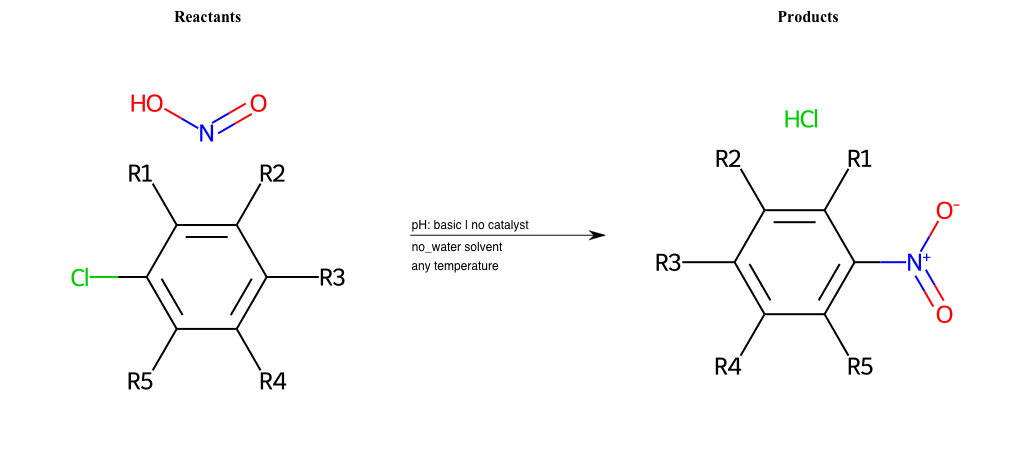 Reactants
Products
HO
O
N
HCl
R1
R2
R2
R1
O-
Cl
R3
pH: basic | no catalyst
no_water solvent
any temperature
R3
N+
O
R5
R4
R4
R5